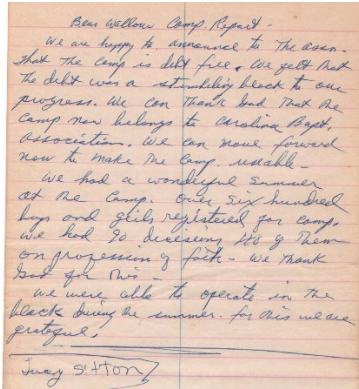 Bear Wallow Camp Report -
We are happy to announce to The assn.
that the camp is debt free. We felt that
the debt was a stumbling block to our
progress. We can Thank God that the
camp now belongs to Carolina Bapt.
Association. We can move forward
now to make the camp. usable -
We had a wonderful summer
at the camp. Over six hundred
boys and girls registered for camp.
We had 90 decisions of them
on profession of faith - We Thank
God for this -
We were able to operate in the
black during the summer. for this we are
grateful.
Sitton